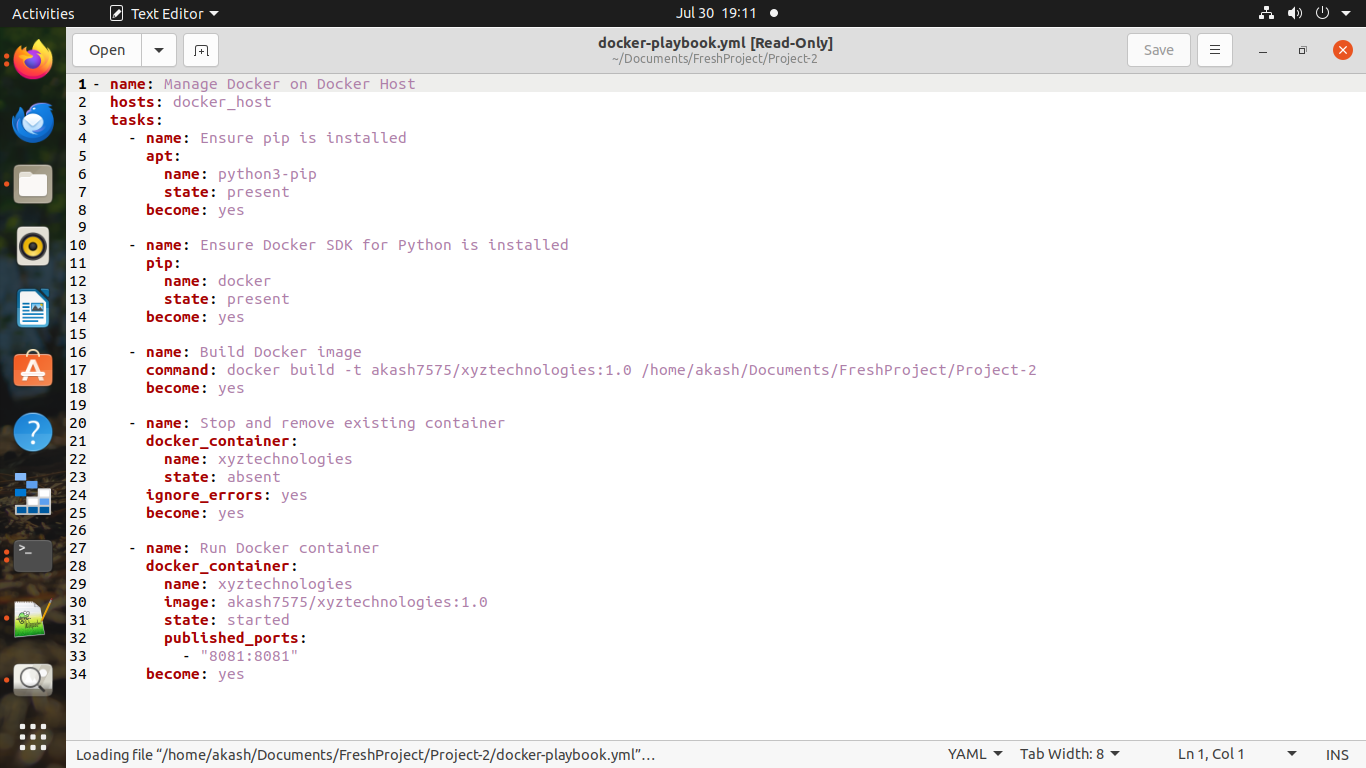 Activities Text Editor Jul 30 19:11
Open docker-playbook.yml [Read-Only] Save
~/Documents/FreshProject/Project-2
1 - name: Manage Docker on Docker Host
2 hosts: docker_host
3 tasks:
4 - name: Ensure pip is installed
5 apt:
6 name: python3-pip
7 state: present
8 become: yes
9
10 - name: Ensure Docker SDK for Python is installed
11 pip:
12 name: docker
13 state: present
14 become: yes
15
16 - name: Build Docker image
17 command: docker build -t akash7575/xyztechnologies:1.0 /home/akash/Documents/FreshProject/Project-2
18 become: yes
19
20 - name: Stop and remove existing container
21 docker_container:
22 name: xyztechnologies
23 state: absent
24 ignore_errors: yes
25 become: yes
26
27 - name: Run Docker container
28 docker_container:
29 name: xyztechnologies
30 image: akash7575/xyztechnologies:1.0
31 state: started
32 published_ports:
33 - "8081:8081"
34 become: yes
Loading file “/home/akash/Documents/FreshProject/Project-2/docker-playbook.yml”… YAML Tab Width: 8 Ln 1, Col 1 INS